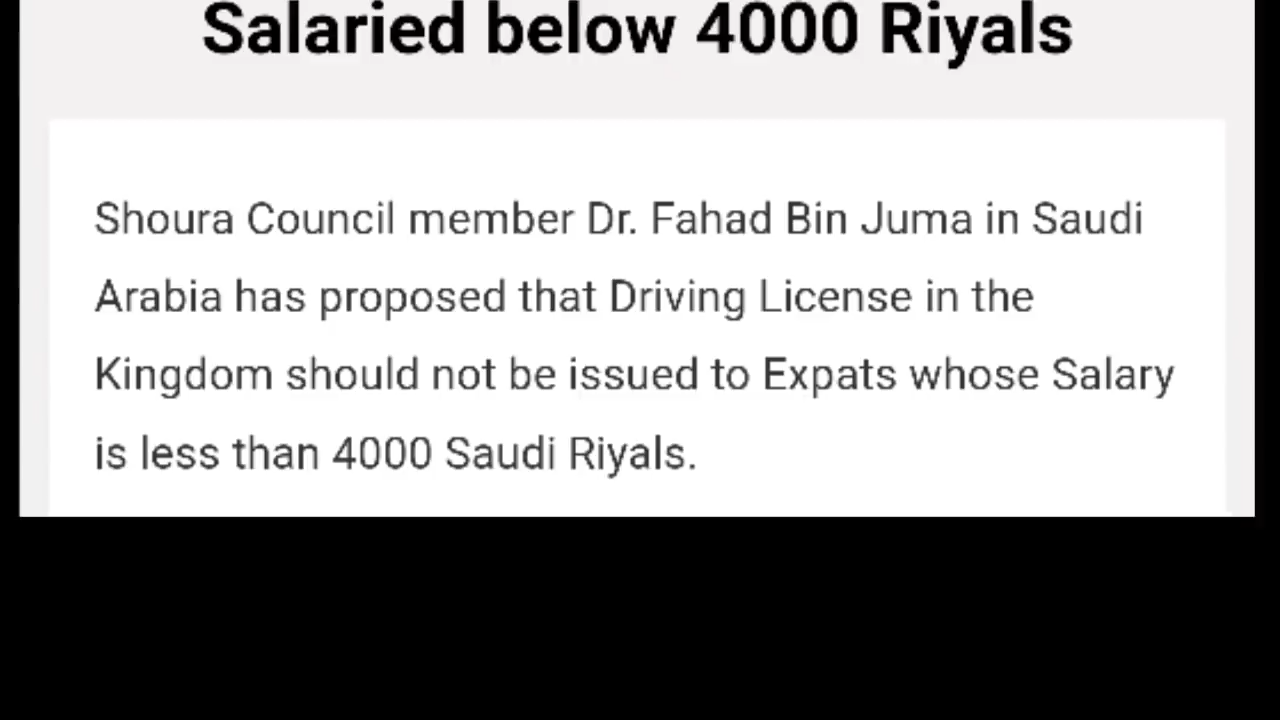 Salaried below 4000 Riyals
Shoura Council member Dr. Fahad Bin Juma in Saudi
Arabia has proposed that Driving License in the
Kingdom should not be issued to Expats whose Salary
is less than 4000 Saudi Riyals.